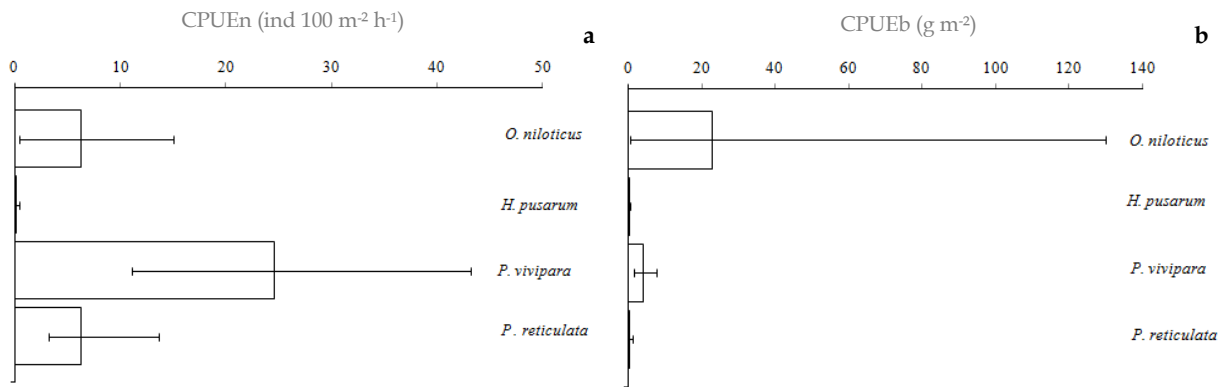 CPUEn (ind 100 m⁻² h⁻¹)
a
0 10 20 30 40 50
O. niloticus
H. pusarum
P. vivipara
P. reticulata
CPUEb (g m⁻²)
b
0 20 40 60 80 100 120 140
O. niloticus
H. pusarum
P. vivipara
P. reticulata